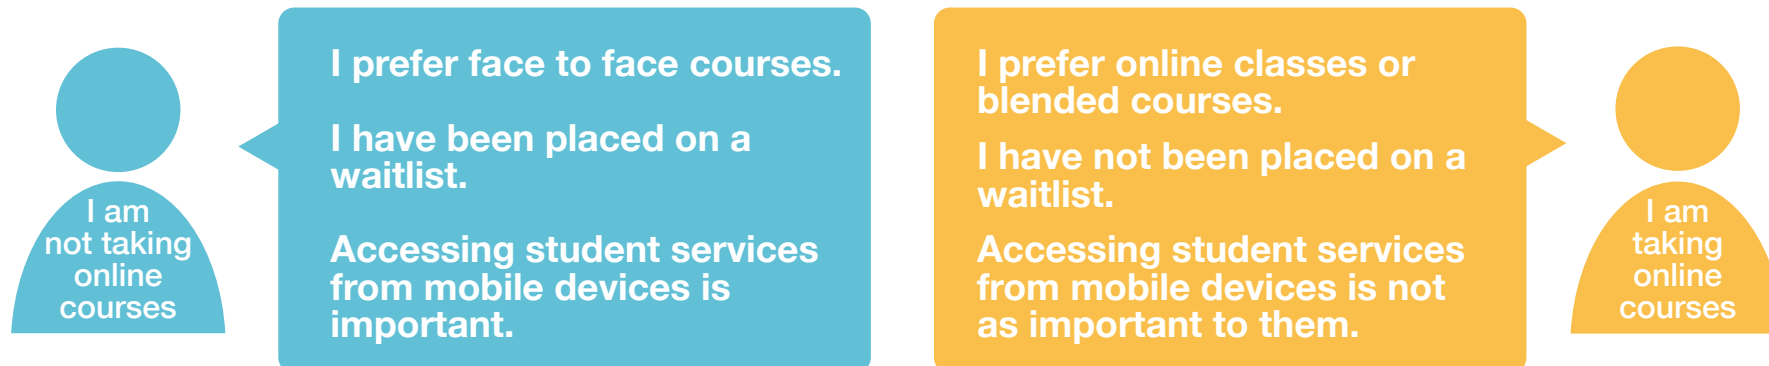 I am
not taking
online
courses
I prefer face to face courses.
I have been placed on a
waitlist.
Accessing student services
from mobile devices is
important.
I prefer online classes or
blended courses.
I have not been placed on a
waitlist.
Accessing student services
from mobile devices is not
as important to them.
I am
taking
online
courses